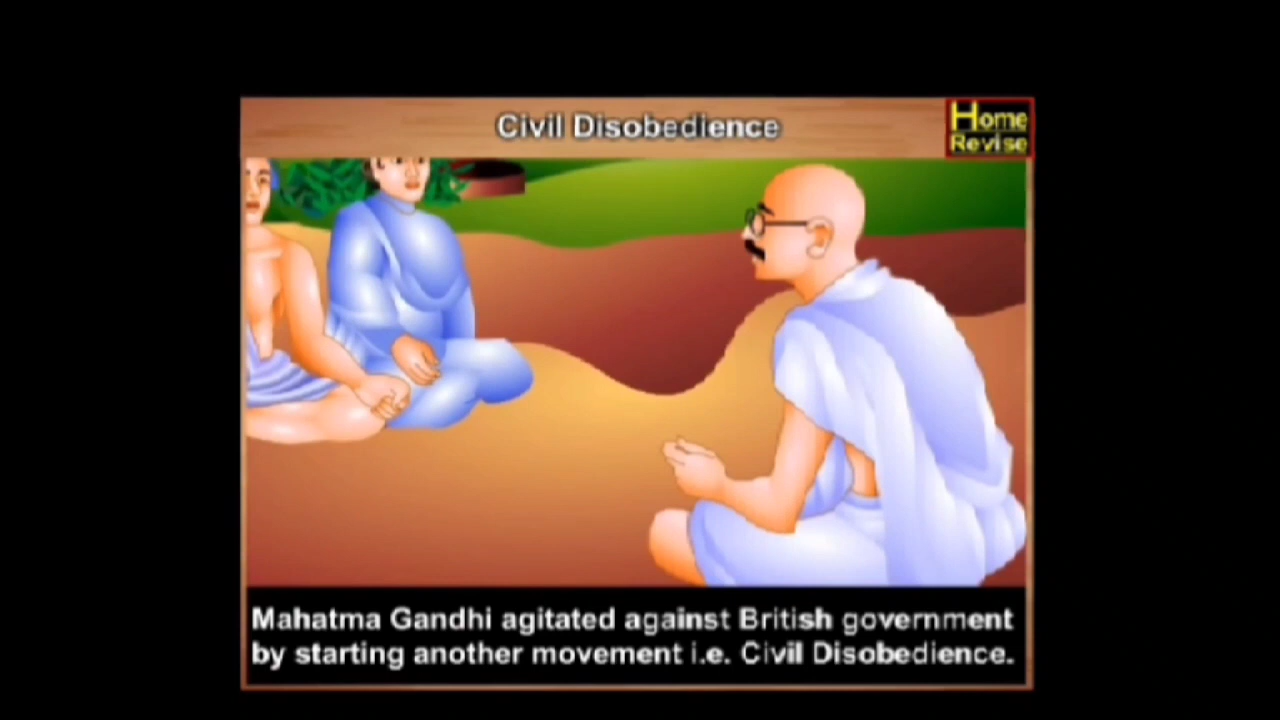 Civil Disobedience
Home
Revise
Mahatma Gandhi agitated against British government
by starting another movement i.e. Civil Disobedience.